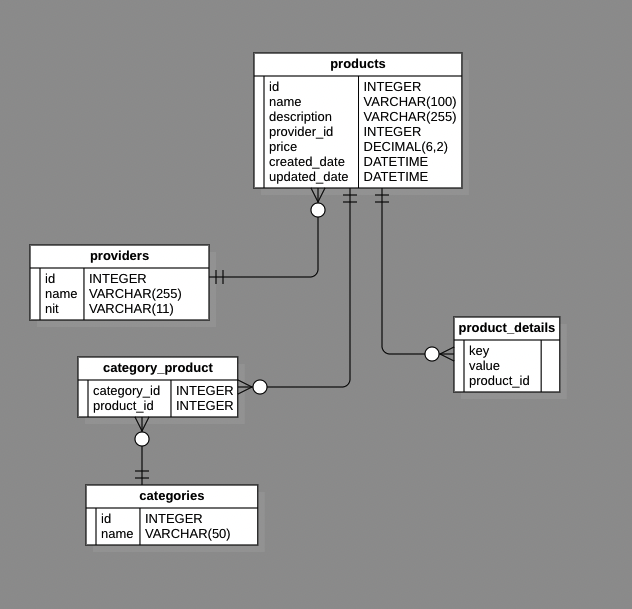 products
id INTEGER
name VARCHAR(100)
description VARCHAR(255)
provider_id INTEGER
price DECIMAL(6,2)
created_date DATETIME
updated_date DATETIME
providers
id INTEGER
name VARCHAR(255)
nit VARCHAR(11)
product_details
key
value
product_id
category_product
category_id INTEGER
product_id INTEGER
categories
id INTEGER
name VARCHAR(50)